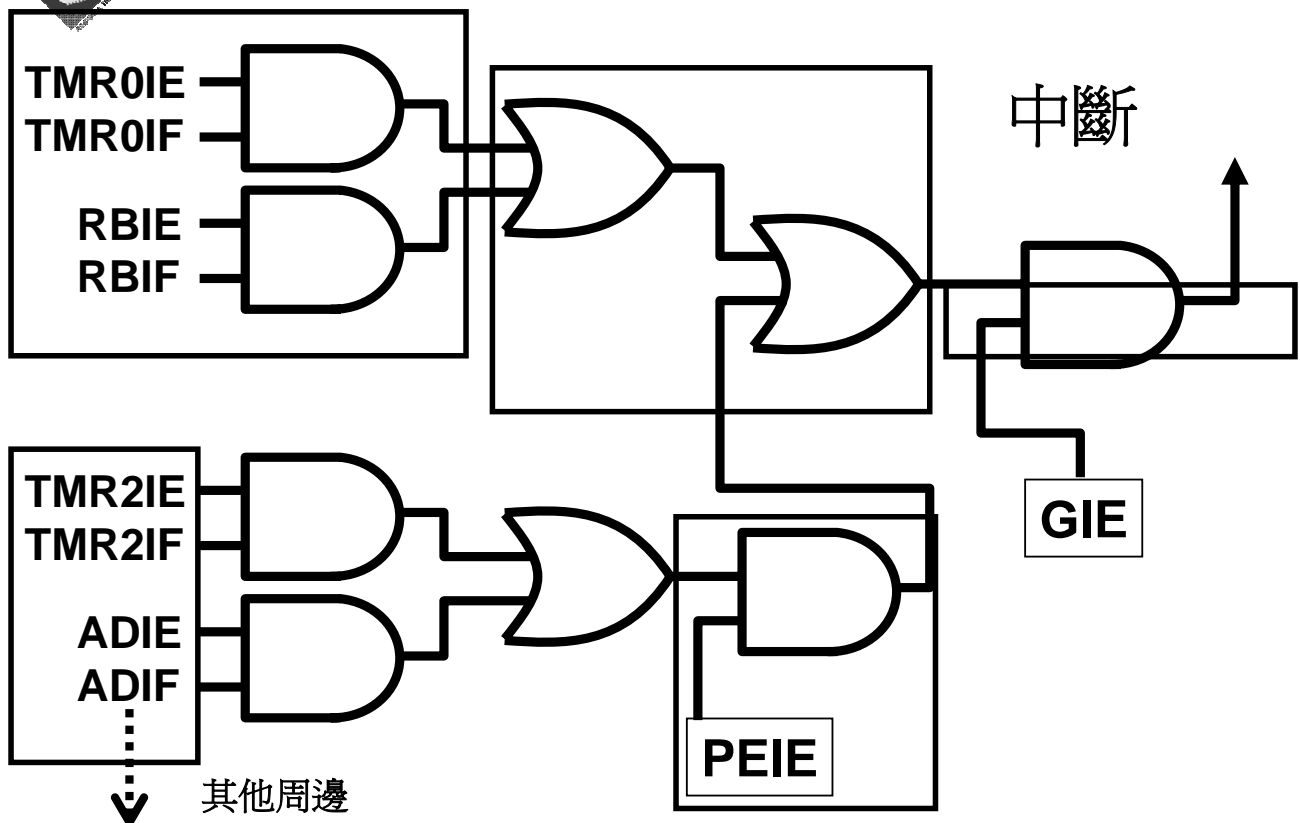 TMR0IE
TMR0IF
RBIE
RBIF
中斷
TMR2IE
TMR2IF
ADIE
ADIF
GIE
PEIE
其他周邊